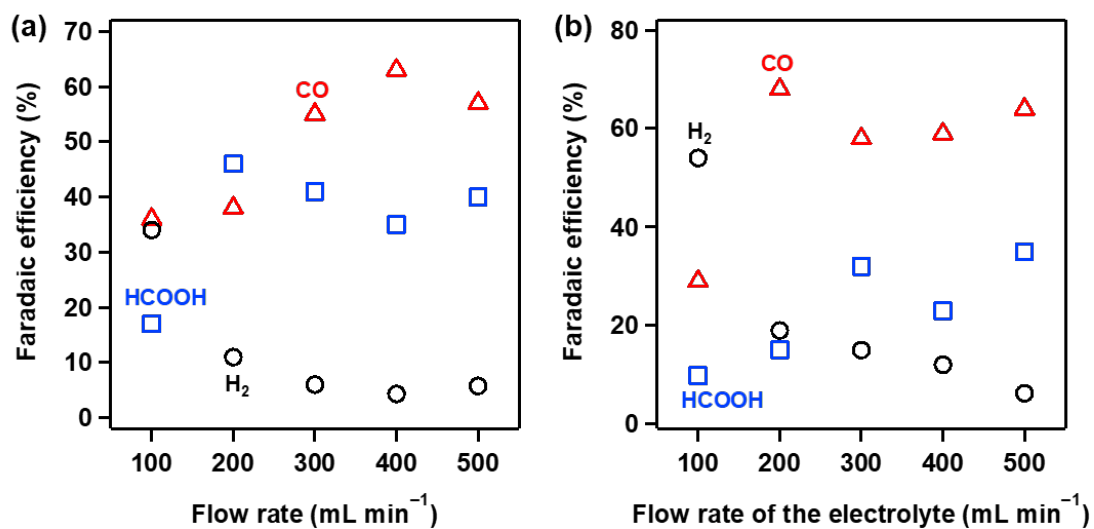 (a)
Faradaic efficiency (%)
70
60
50
40
30
20
10
0
CO
HCOOH
H₂
100 200 300 400 500
Flow rate (mL min⁻¹)
(b)
Faradaic efficiency (%)
80
60
40
20
0
CO
H₂
HCOOH
100 200 300 400 500
Flow rate of the electrolyte (mL min⁻¹)